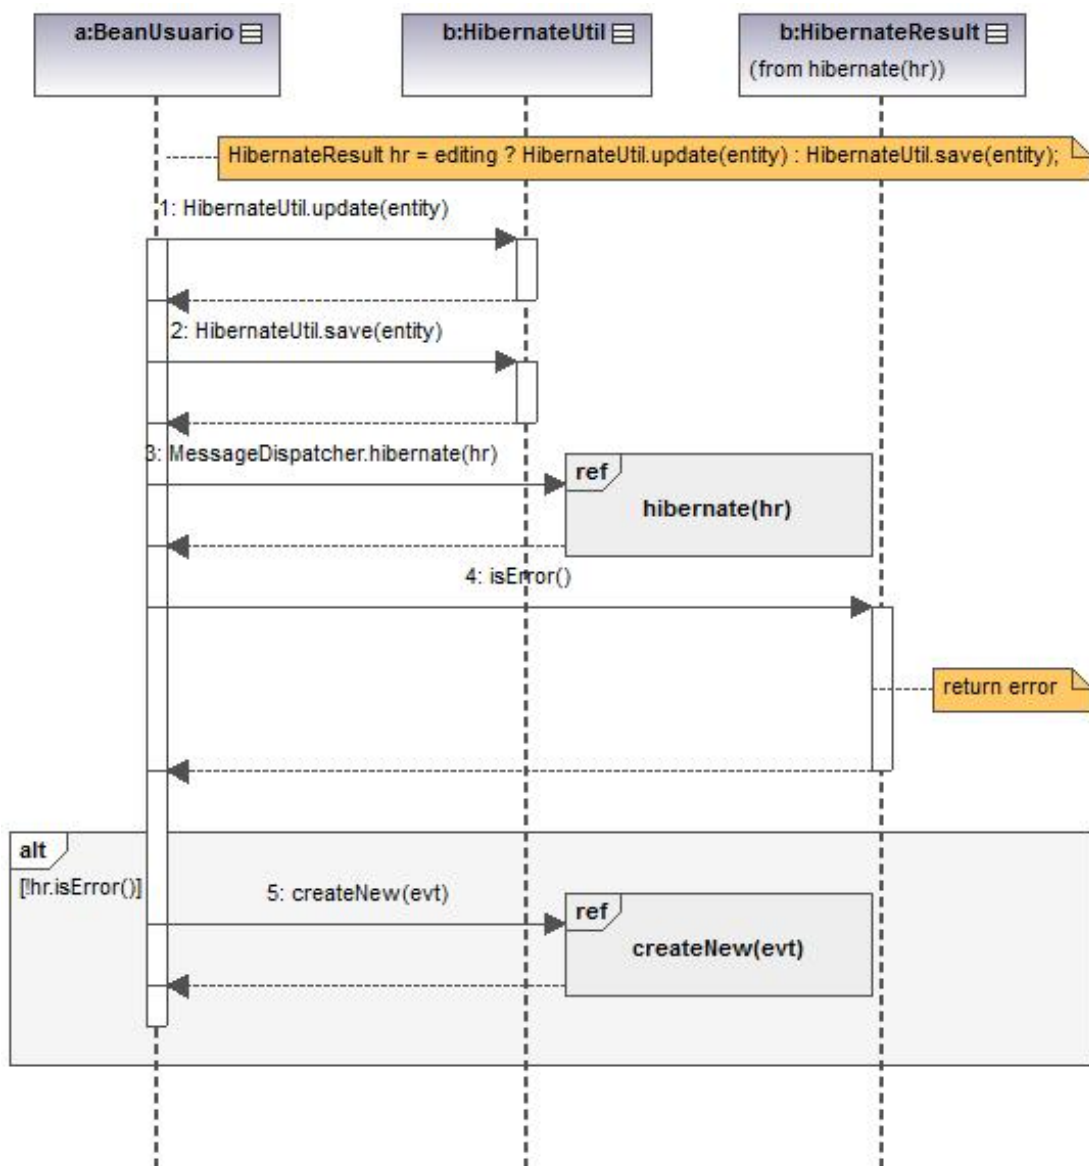 a:BeanUsuario
b:HibernateUtil
b:HibernateResult
(from hibernate(hr))
HibernateResult hr = editing ? HibernateUtil.update(entity) : HibernateUtil.save(entity);
1: HibernateUtil.update(entity)
2: HibernateUtil.save(entity)
3: MessageDispatcher.hibernate(hr)
ref
hibernate(hr)
4: isError()
return error
alt
[!hr.isError()]
5: createNew(evt)
ref
createNew(evt)